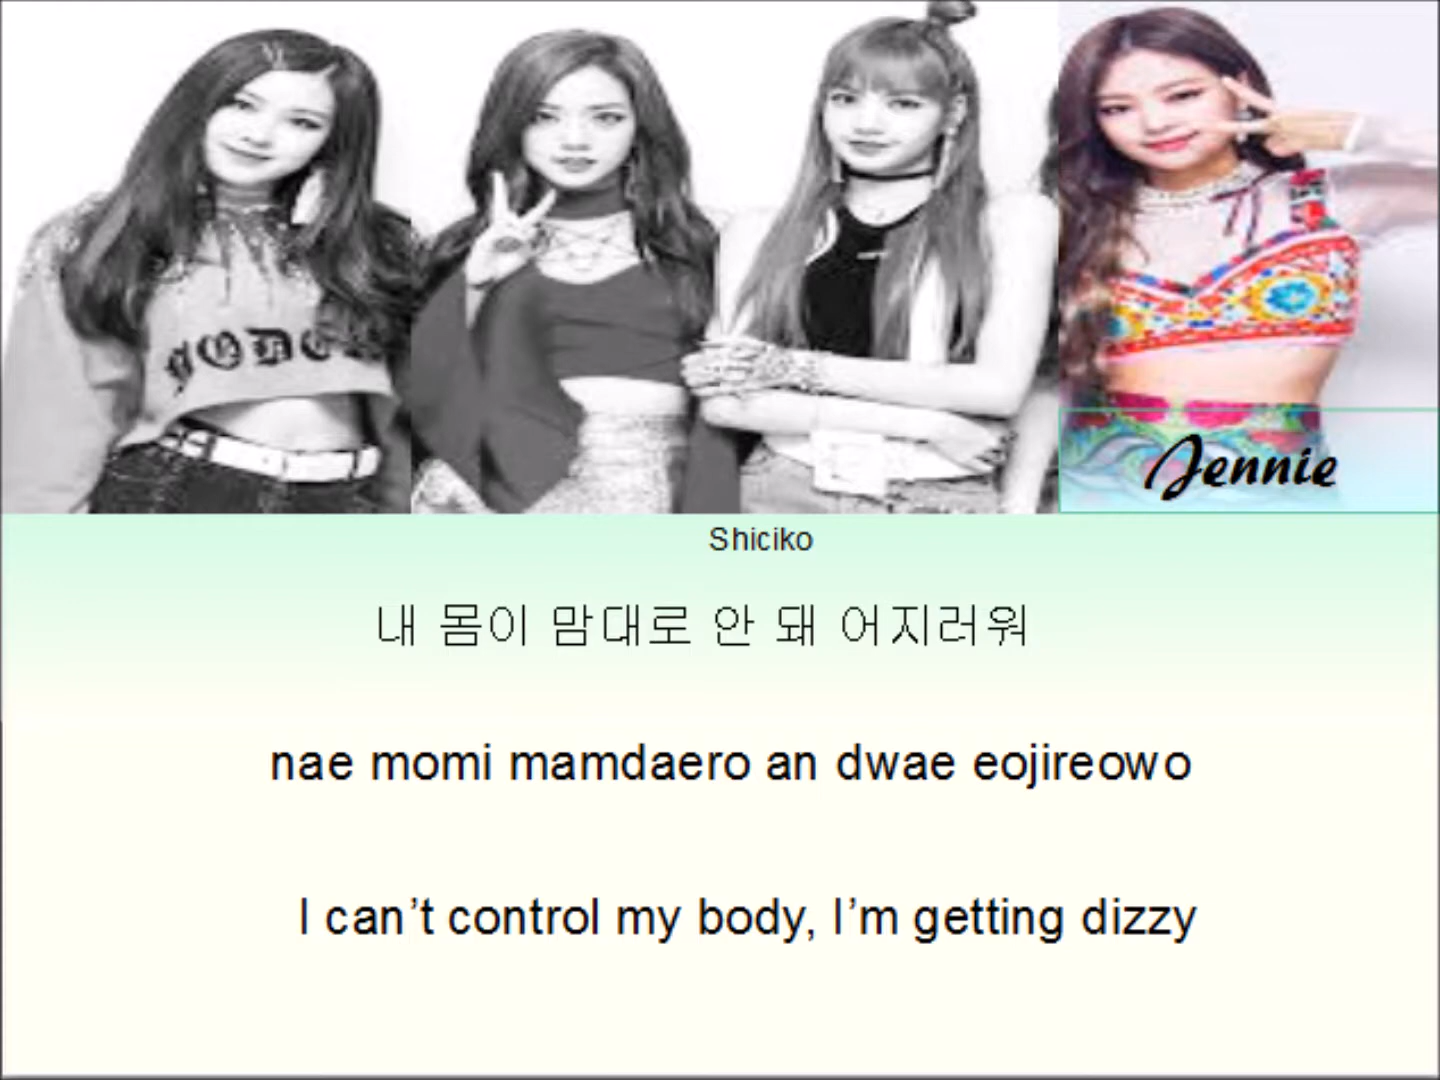 Jennie
Shiciko
내 몸이 맘대로 안 돼 어지러워
nae momi mamdaero an dwae eojireowo
I can’t control my body, I’m getting dizzy